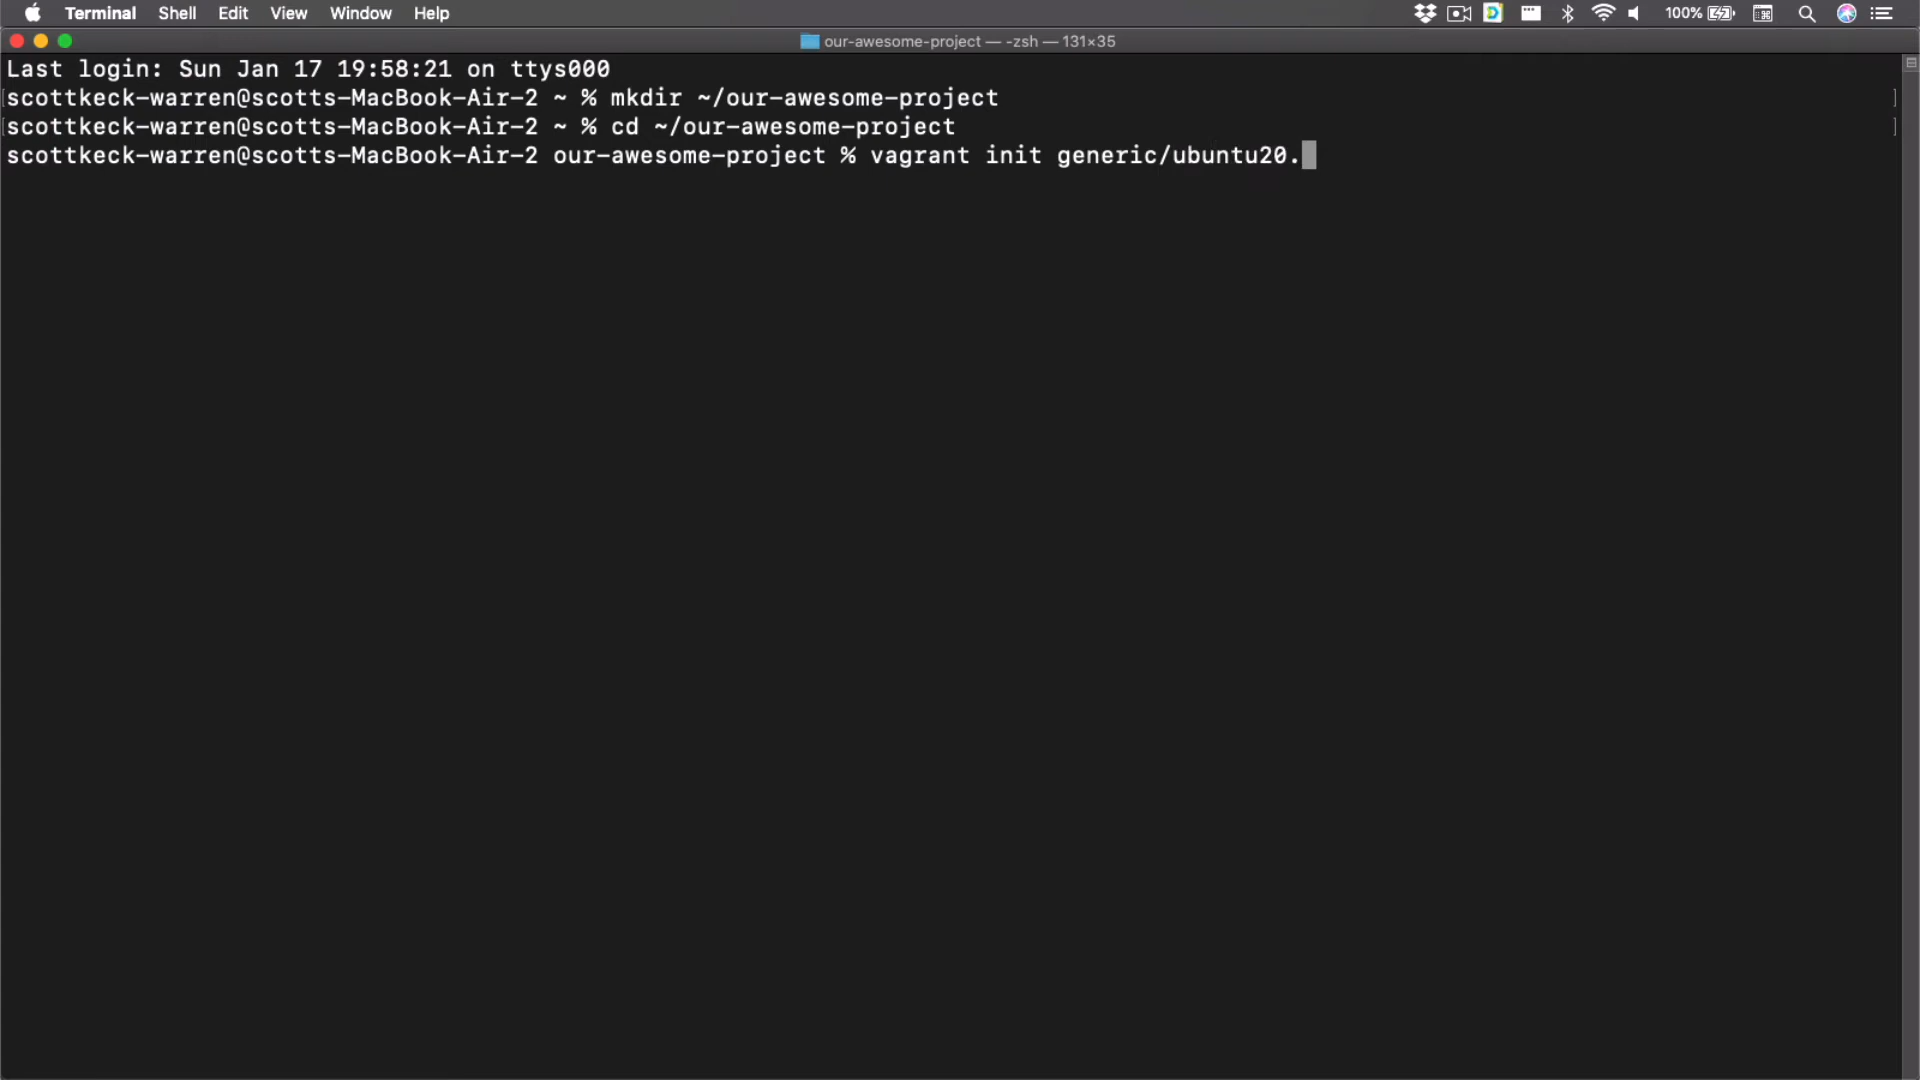 Terminal Shell Edit View Window Help 100%
our-awesome-project — -zsh — 131×35
Last login: Sun Jan 17 19:58:21 on ttys000
scottkeck-warren@scotts-MacBook-Air-2 ~ % mkdir ~/our-awesome-project
scottkeck-warren@scotts-MacBook-Air-2 ~ % cd ~/our-awesome-project
scottkeck-warren@scotts-MacBook-Air-2 our-awesome-project % vagrant init generic/ubuntu20.